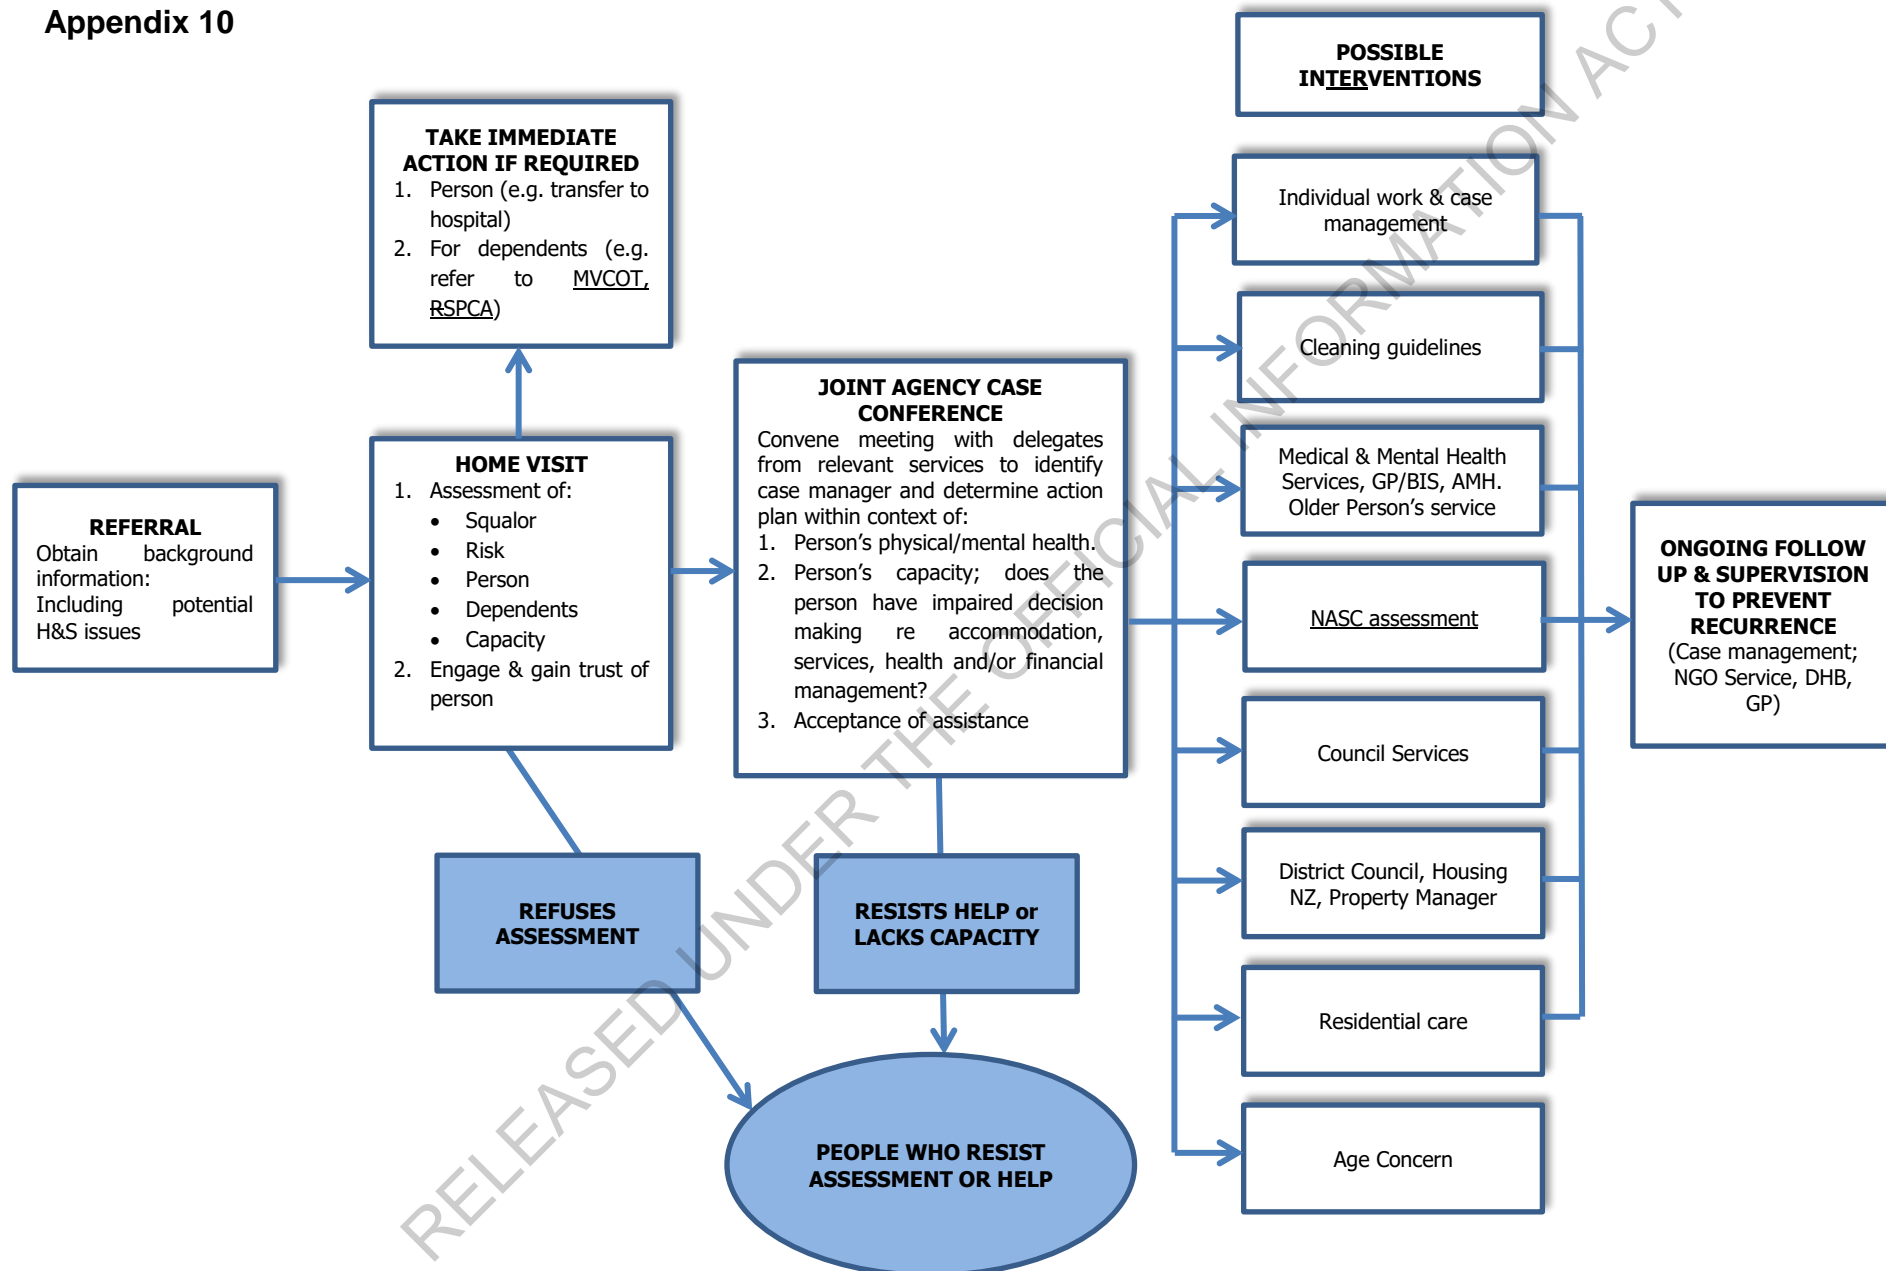 Appendix 10
POSSIBLE
INTERVENTIONS
TAKE IMMEDIATE
ACTION IF REQUIRED
1. Person (e.g. transfer to
hospital)
2. For dependents (e.g.
refer to MVCOT,
RSPCA)
REFERRAL
Obtain background
information:
Including potential
H&S issues
HOME VISIT
1. Assessment of:
• Squalor
• Risk
• Person
• Dependents
• Capacity
2. Engage & gain trust of
person
JOINT AGENCY CASE
CONFERENCE
Convene meeting with delegates
from relevant services to identify
case manager and determine action
plan within context of:
1. Person's physical/mental health.
2. Person's capacity; does the
person have impaired decision
making re accommodation,
services, health and/or financial
management?
3. Acceptance of assistance
REFUSES
ASSESSMENT
RESISTS HELP or
LACKS CAPACITY
PEOPLE WHO RESIST
ASSESSMENT OR HELP
Individual work & case
management
Cleaning guidelines
Medical & Mental Health
Services, GP/BIS, AMH.
Older Person's service
NASC assessment
Council Services
District Council, Housing
NZ, Property Manager
Residential care
Age Concern
ONGOING FOLLOW
UP & SUPERVISION
TO PREVENT
RECURRENCE
(Case management;
NGO Service, DHB,
GP)
RELEASED UNDER THE OFFICIAL INFORMATION ACT